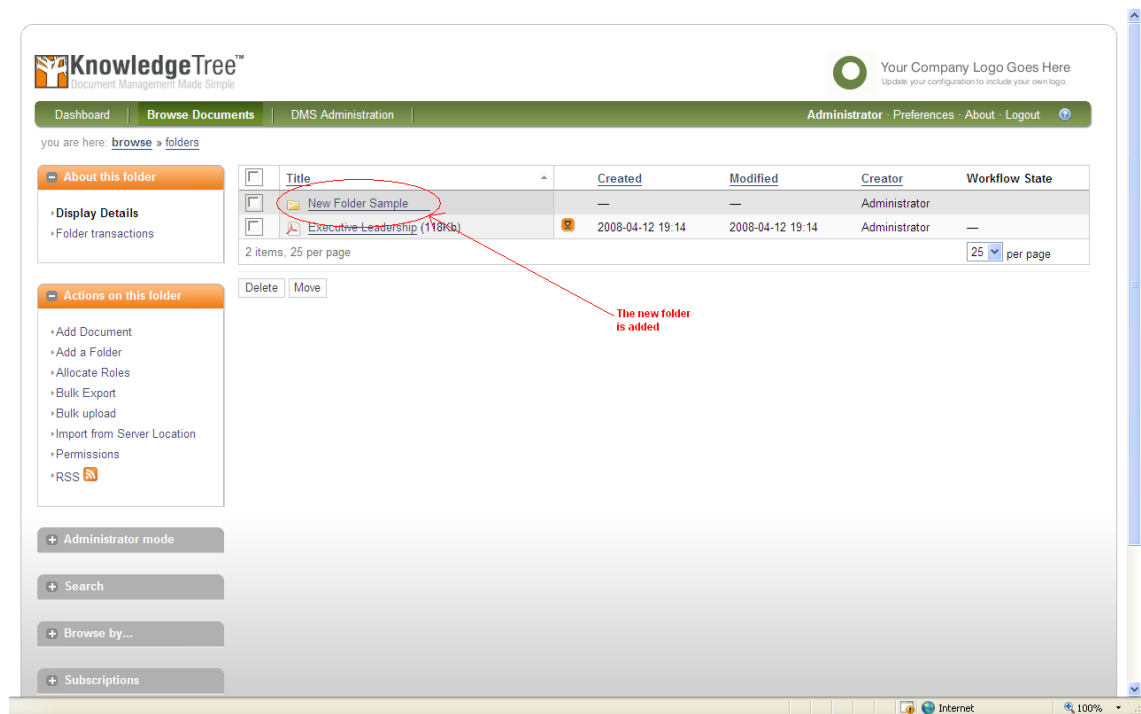 KnowledgeTree™
Document Management Made Simple
Your Company Logo Goes Here
Update your configuration to include your own logo.
Dashboard Browse Documents DMS Administration Administrator · Preferences · About · Logout ?
you are here: browse » folders
About this folder
Display Details
Folder transactions
Title Created Modified Creator Workflow State
New Folder Sample — — Administrator
Executive Leadership (118Kb) 2008-04-12 19:14 2008-04-12 19:14 Administrator —
2 items, 25 per page 25 per page
Delete Move
The new folder
is added
Actions on this folder
Add Document
Add a Folder
Allocate Roles
Bulk Export
Bulk upload
Import from Server Location
Permissions
RSS
Administrator mode
Search
Browse by...
Subscriptions
Internet 100%